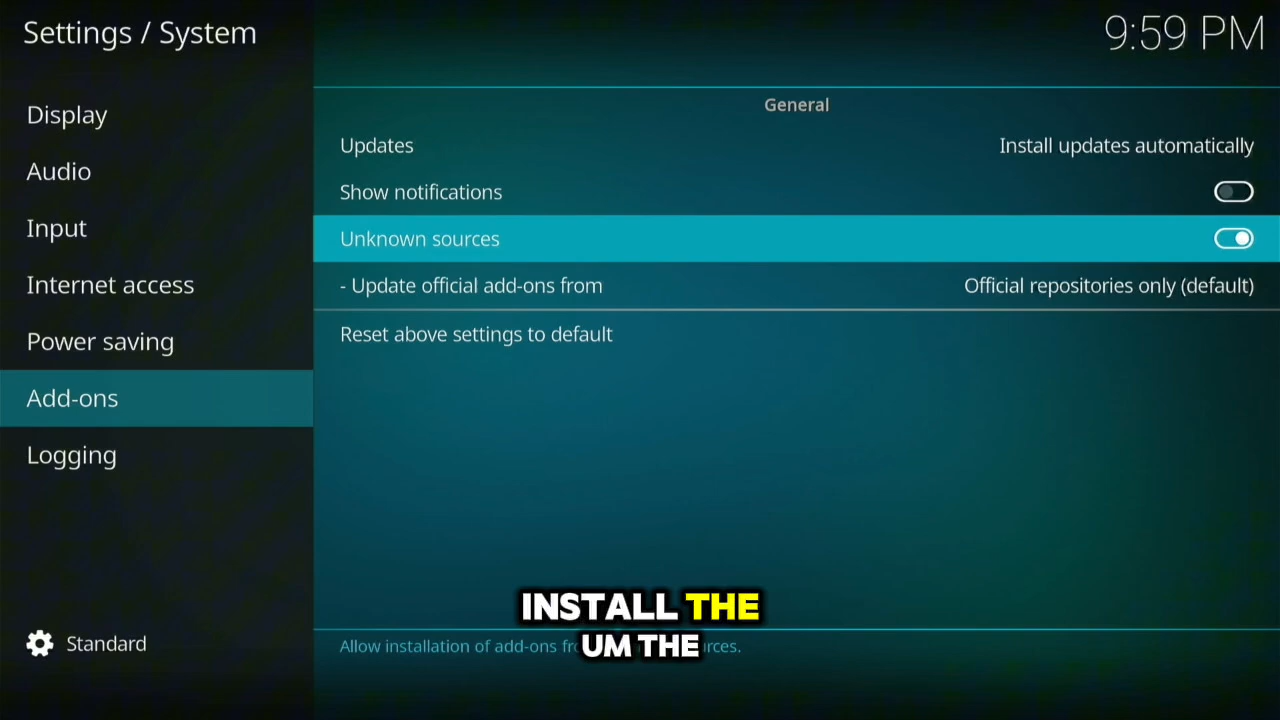 Settings / System
9:59 PM
Display
Audio
Input
Internet access
Power saving
Add-ons
Logging
Standard
General
Updates Install updates automatically
Show notifications
Unknown sources
- Update official add-ons from Official repositories only (default)
Reset above settings to default
INSTALL THE
UM THE
Allow installation of add-ons